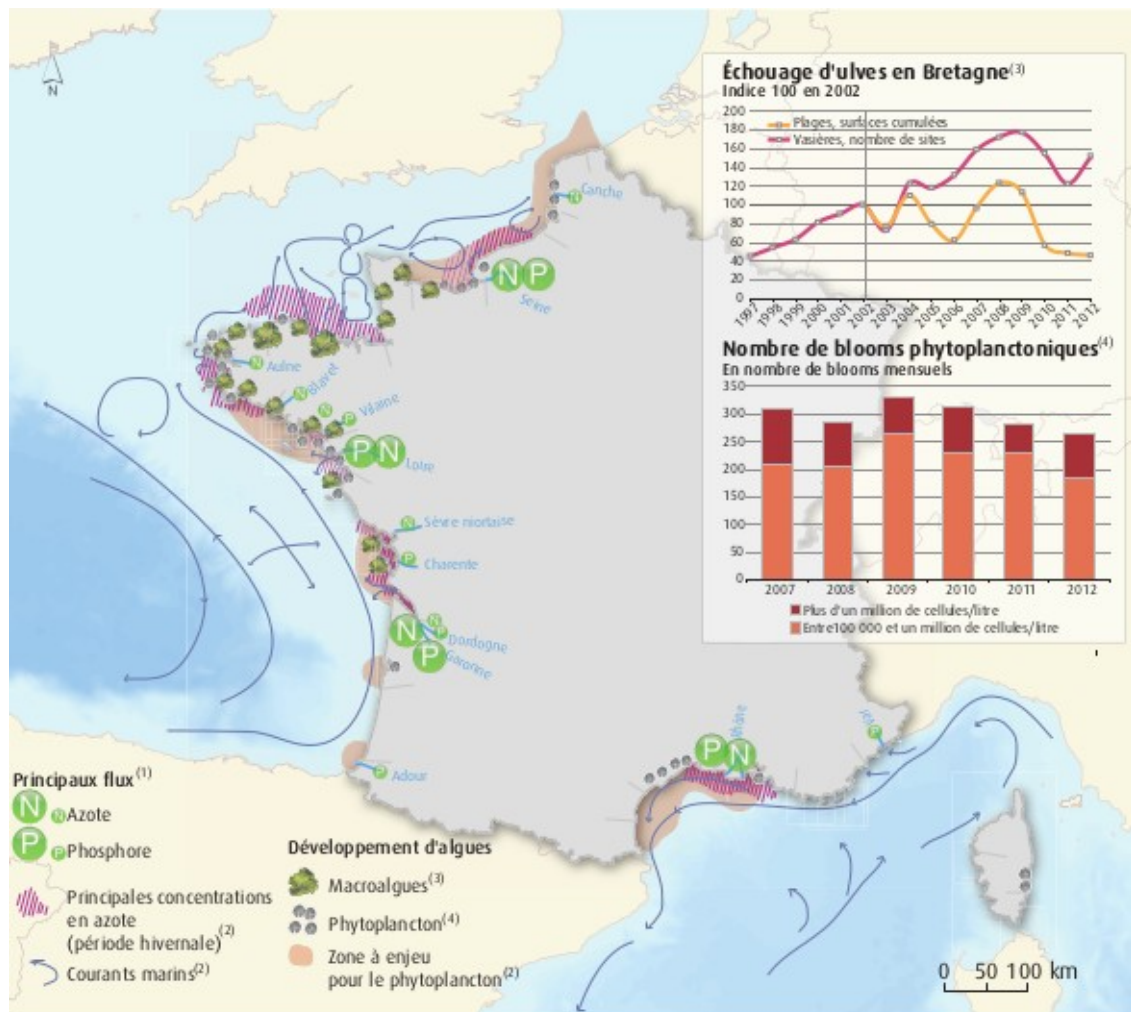 N
Échouage d'ulves en Bretagne(3)
Indice 100 en 2002
200
180
160
140
120
100
80
60
40
20
0
Plages, surfaces cumulées
Vasières, nombre de sites
1997
1998
1999
2000
2001
2002
2003
2004
2005
2006
2007
2008
2009
2010
2011
2012
Nombre de blooms phytoplanctoniques(4)
En nombre de blooms mensuels
350
300
250
200
150
100
50
0
2007
2008
2009
2010
2011
2012
Plus d'un million de cellules/litre
Entre100 000 et un million de cellules/litre
Canche
N
N P
Seine
N Aulne
N Blavet
N
P Vilaine
P N
Loire
N Sèvre niortaise
P Charente
N
N
P Dordogne
P
Garonne
P Adour
P N
Rhône
P
Var
Principaux flux(1)
N N Azote
P P Phosphore
Principales concentrations
en azote
(période hivernale)(2)
Courants marins(2)
Développement d'algues
Macroalgues(3)
Phytoplancton(4)
Zone à enjeu
pour le phytoplancton(2)
0 50 100 km